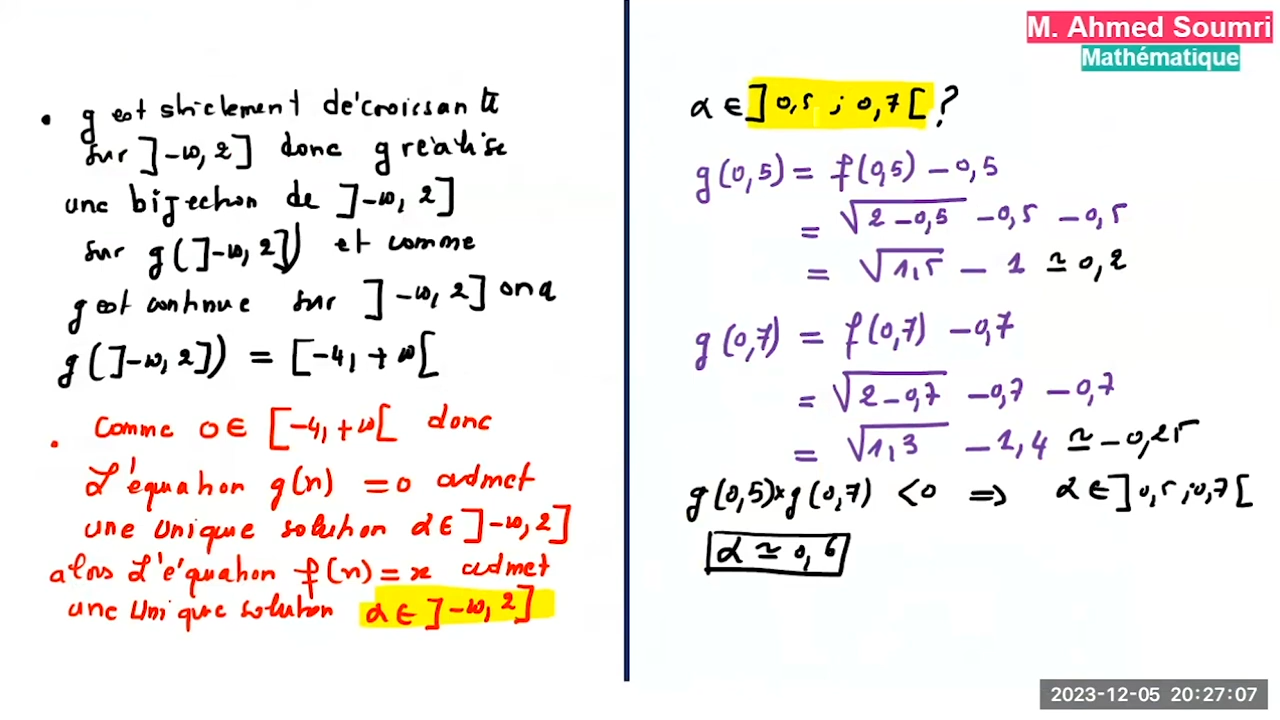 M. Ahmed Soumri
Mathématique
• g est strictement décroissante
sur ]-∞, 2] donc g réalise
une bijection de ]-∞, 2]
sur g(]-∞, 2]) et comme
g est continue sur ]-∞, 2] on a
g(]-∞, 2]) = [-4, +∞[
• Comme 0 ∈ [-4, +∞[ donc
L'équation g(x) = 0 admet
une unique solution α ∈ ]-∞, 2]
alors L'équation f(x) = x admet
une unique solution α ∈ ]-∞, 2]
α ∈ ]0,5 ; 0,7[ ?
g(0,5) = f(0,5) - 0,5
= √(2 - 0,5) - 0,5 - 0,5
= √1,5 - 1 ≃ 0,2
g(0,7) = f(0,7) - 0,7
= √(2 - 0,7) - 0,7 - 0,7
= √1,3 - 1,4 ≃ - 0,25
g(0,5) × g(0,7) < 0 ⇒ α ∈ ]0,5 ; 0,7[
α ≃ 0,6
2023-12-05 20:27:07